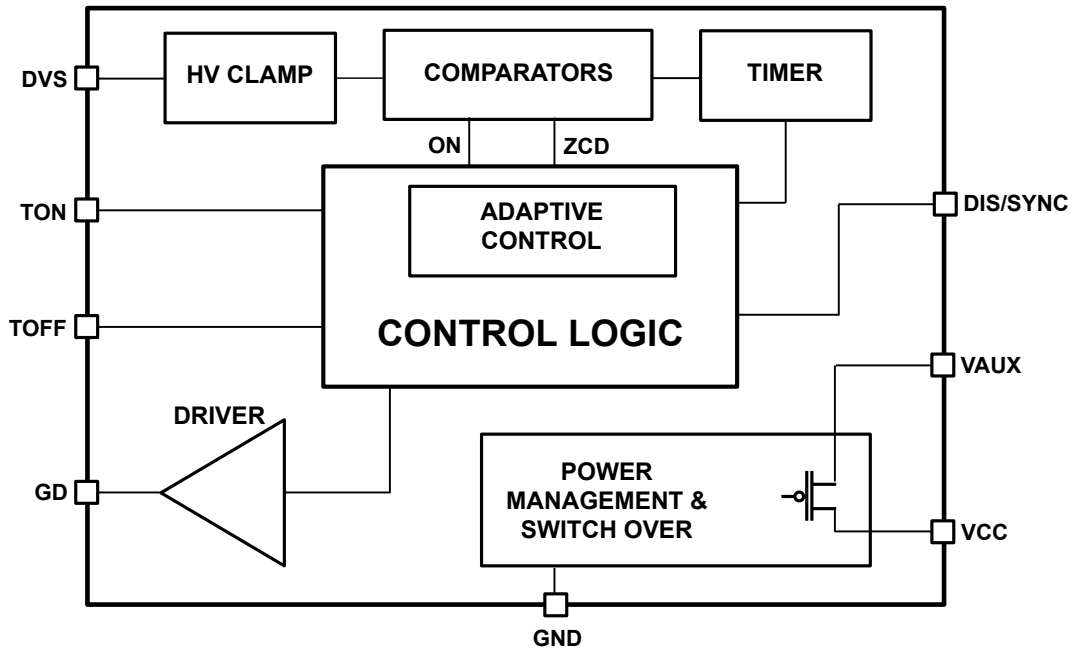 DVS
HV CLAMP
COMPARATORS
TIMER
ON
ZCD
TON
ADAPTIVE
CONTROL
DIS/SYNC
TOFF
CONTROL LOGIC
VAUX
DRIVER
GD
POWER
MANAGEMENT &
SWITCH OVER
VCC
GND